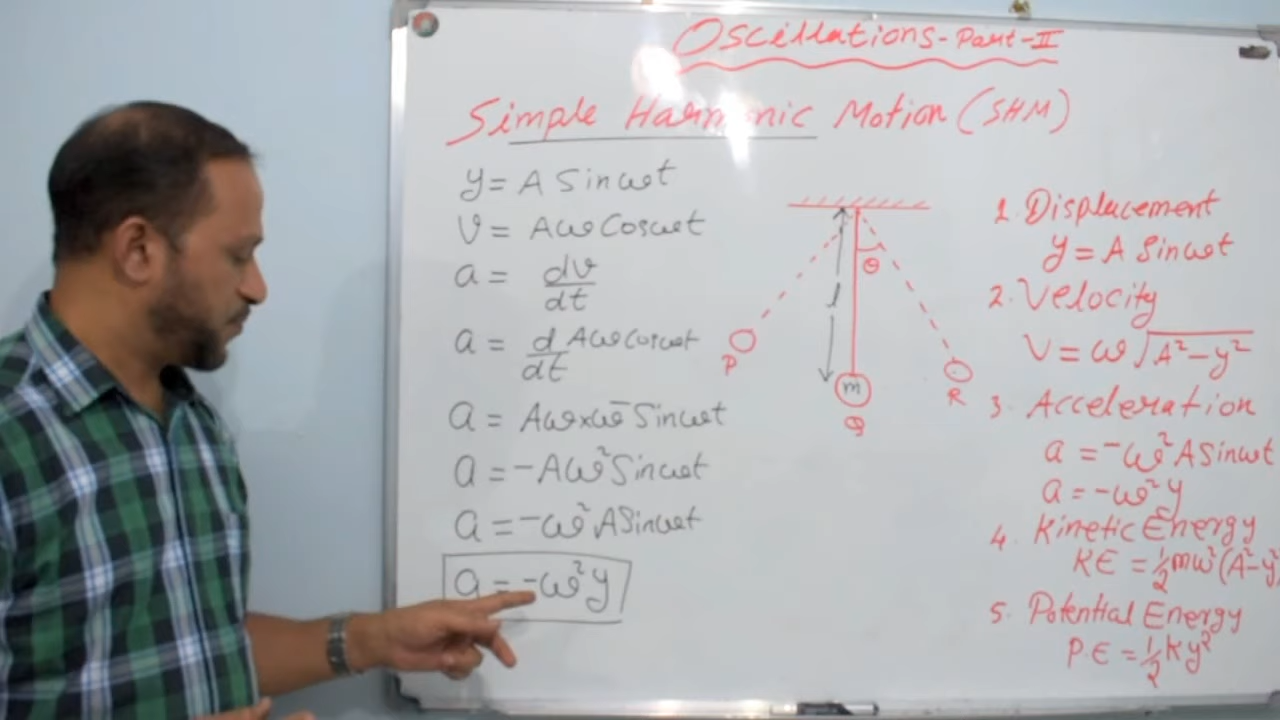 Oscillations-Part-II
Simple Harmonic Motion (SHM)
y = A Sinωt
v = Aω Cosωt
a = dv/dt
a = d/dt Aω cosωt
a = Aω×ω⁻ Sinωt
a = -Aω² Sinωt
a = -ω² A Sinωt
a = -ω² y
θ
l
P
m
Q
R
1. Displacement
y = A Sinωt
2. Velocity
V = ω √A² - y²
3. Acceleration
a = -ω² A Sinωt
a = -ω² y
4. Kinetic Energy
KE = ½ mω² (A² - y²
5. Potential Energy
P.E = ½ K y²